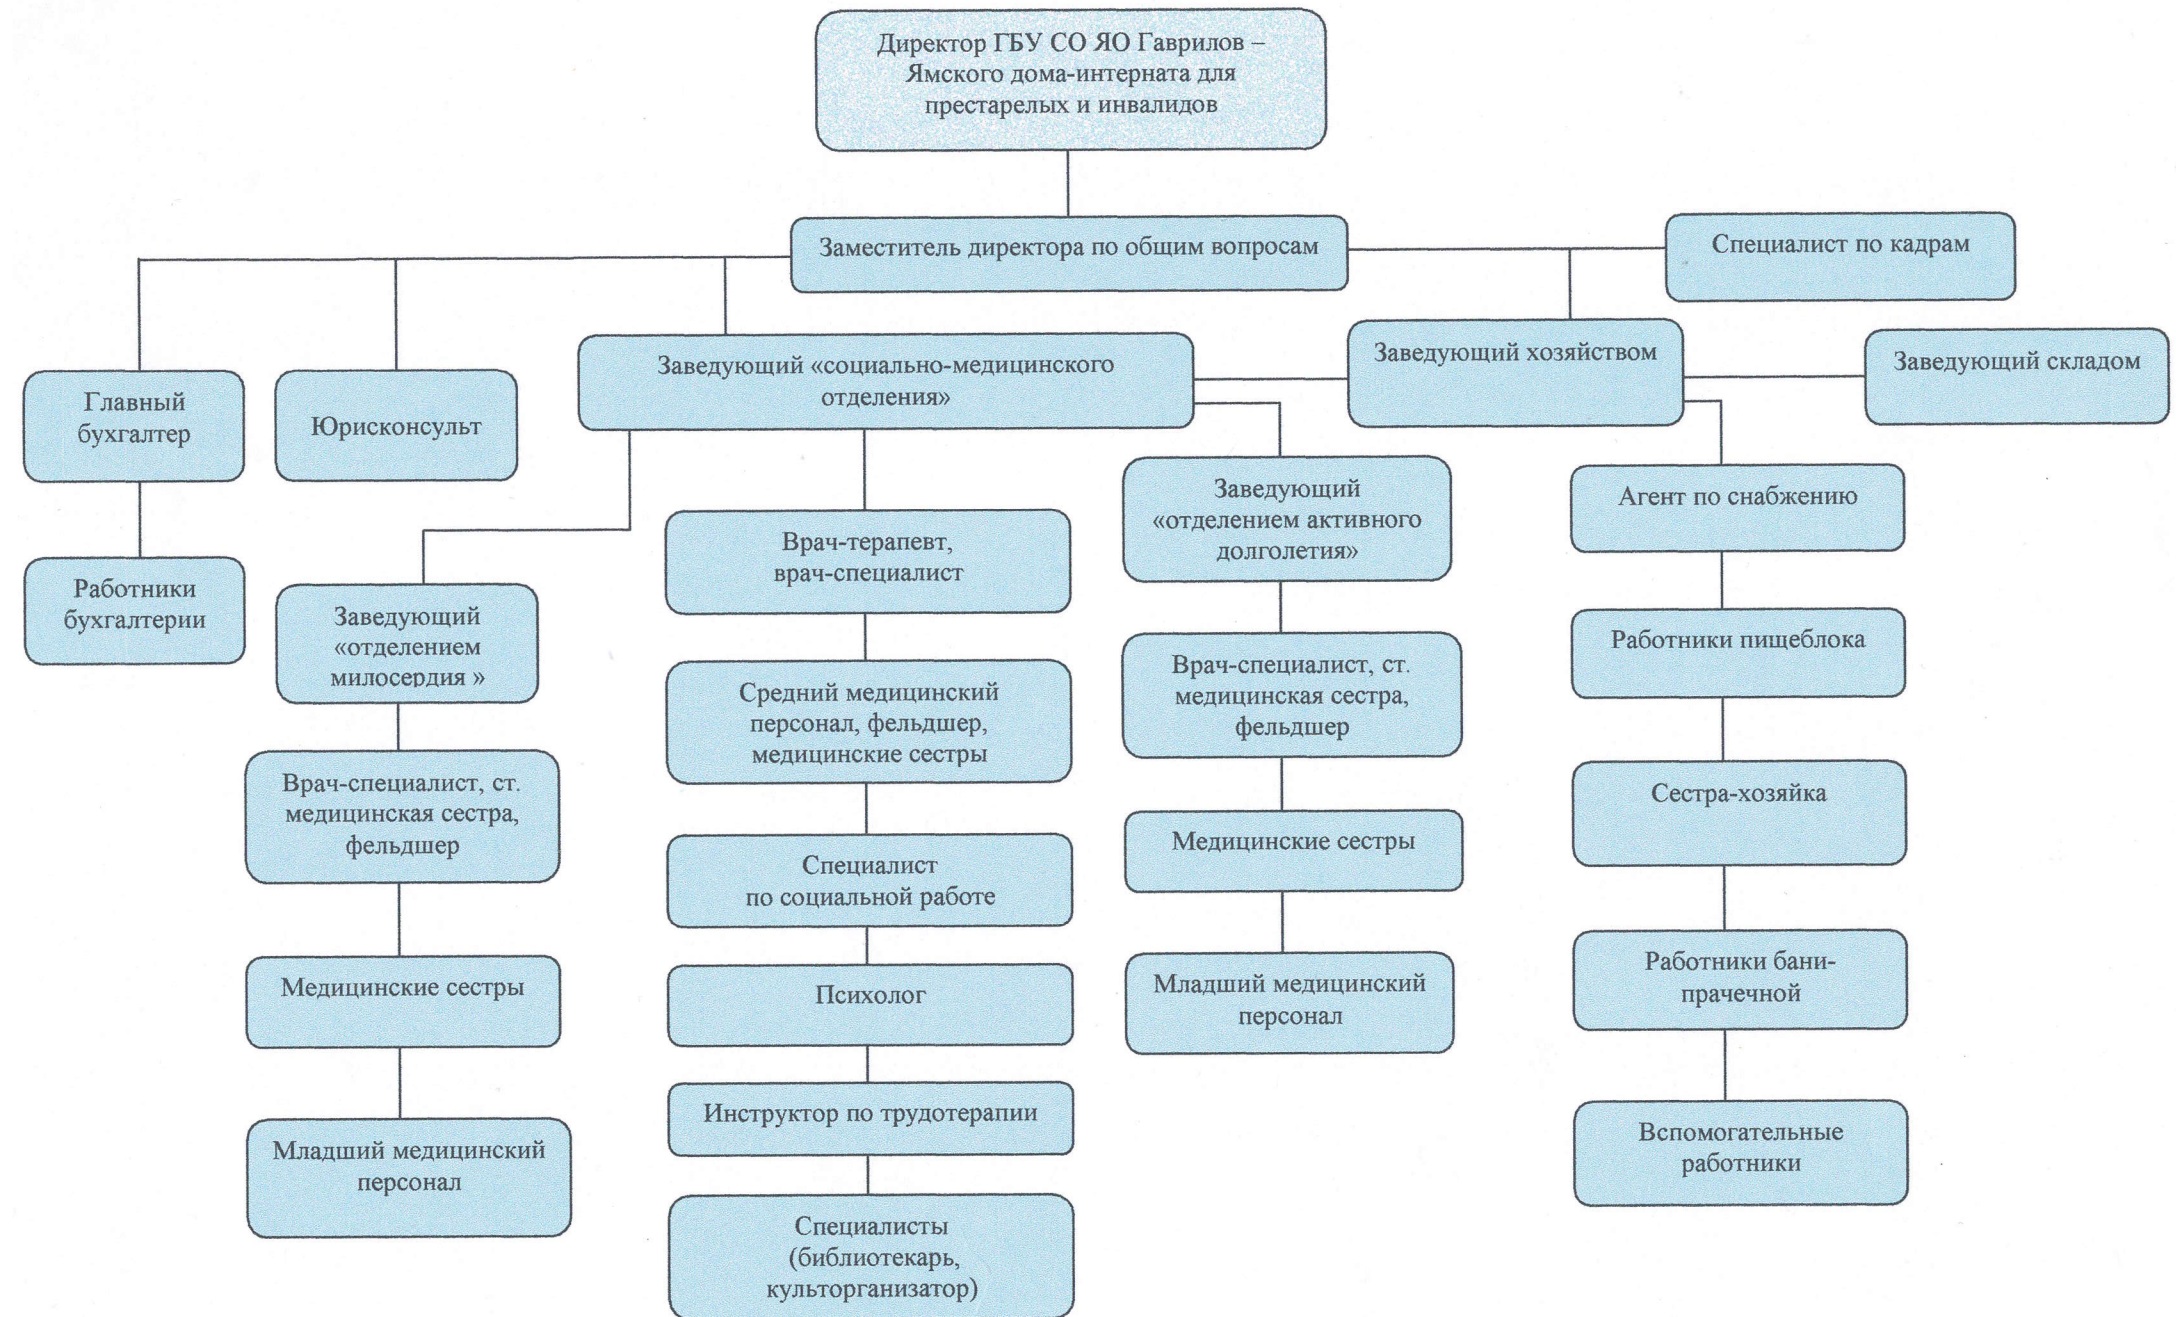 Директор ГБУ СО ЯО Гаврилов –
Ямского дома-интерната для
престарелых и инвалидов
Заместитель директора по общим вопросам
Специалист по кадрам
Заведующий «социально-медицинского
отделения»
Заведующий хозяйством
Заведующий складом
Главный
бухгалтер
Юрисконсульт
Работники
бухгалтерии
Заведующий
«отделением
милосердия »
Врач-специалист, ст.
медицинская сестра,
фельдшер
Медицинские сестры
Младший медицинский
персонал
Врач-терапевт,
врач-специалист
Средний медицинский
персонал, фельдшер,
медицинские сестры
Специалист
по социальной работе
Психолог
Инструктор по трудотерапии
Специалисты
(библиотекарь,
культорганизатор)
Заведующий
«отделением активного
долголетия»
Врач-специалист, ст.
медицинская сестра,
фельдшер
Медицинские сестры
Младший медицинский
персонал
Агент по снабжению
Работники пищеблока
Сестра-хозяйка
Работники бани-
прачечной
Вспомогательные
работники